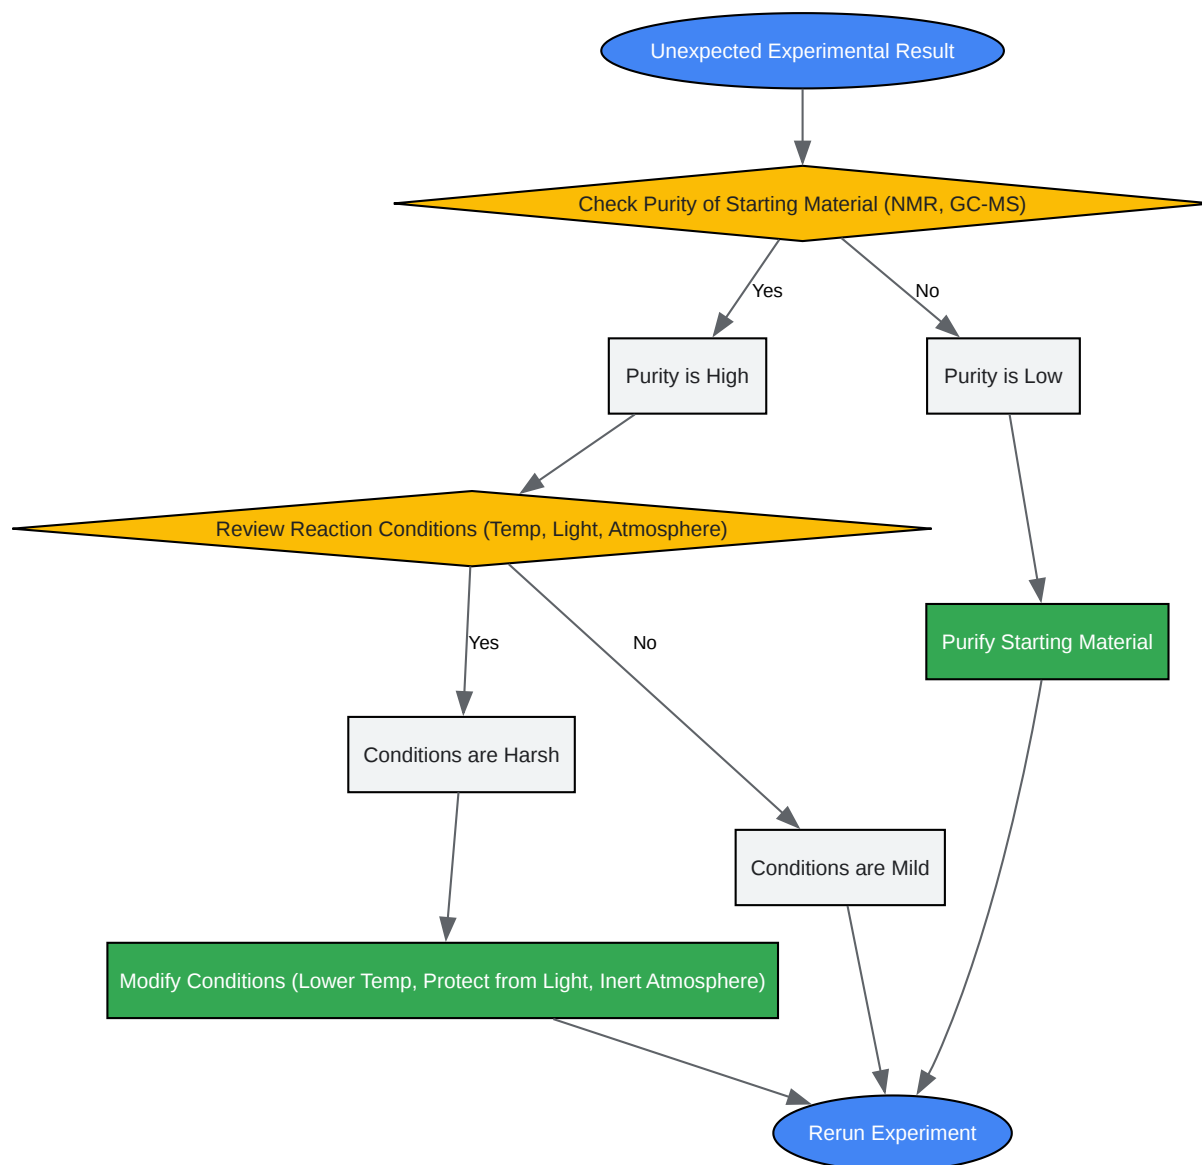 Unexpected Experimental Result
Check Purity of Starting Material (NMR, GC-MS)
Yes
No
Purity is High
Purity is Low
Review Reaction Conditions (Temp, Light, Atmosphere)
Yes
No
Purify Starting Material
Conditions are Harsh
Conditions are Mild
Modify Conditions (Lower Temp, Protect from Light, Inert Atmosphere)
Rerun Experiment